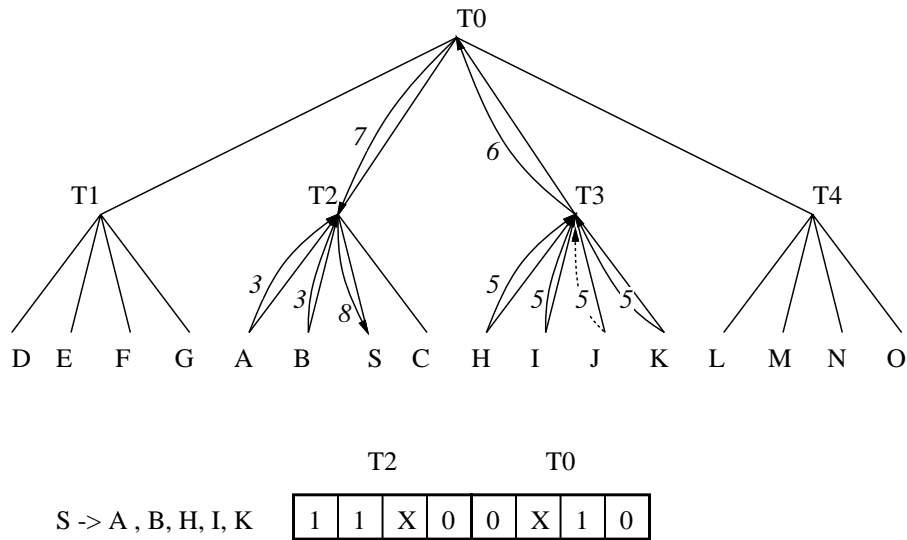 T0
7
6
T1 T2 T3 T4
3 3 8 5 5 5 5
D E F G A B S C H I J K L M N O
T2 T0
S -> A , B, H, I, K 1 1 X 0 0 X 1 0